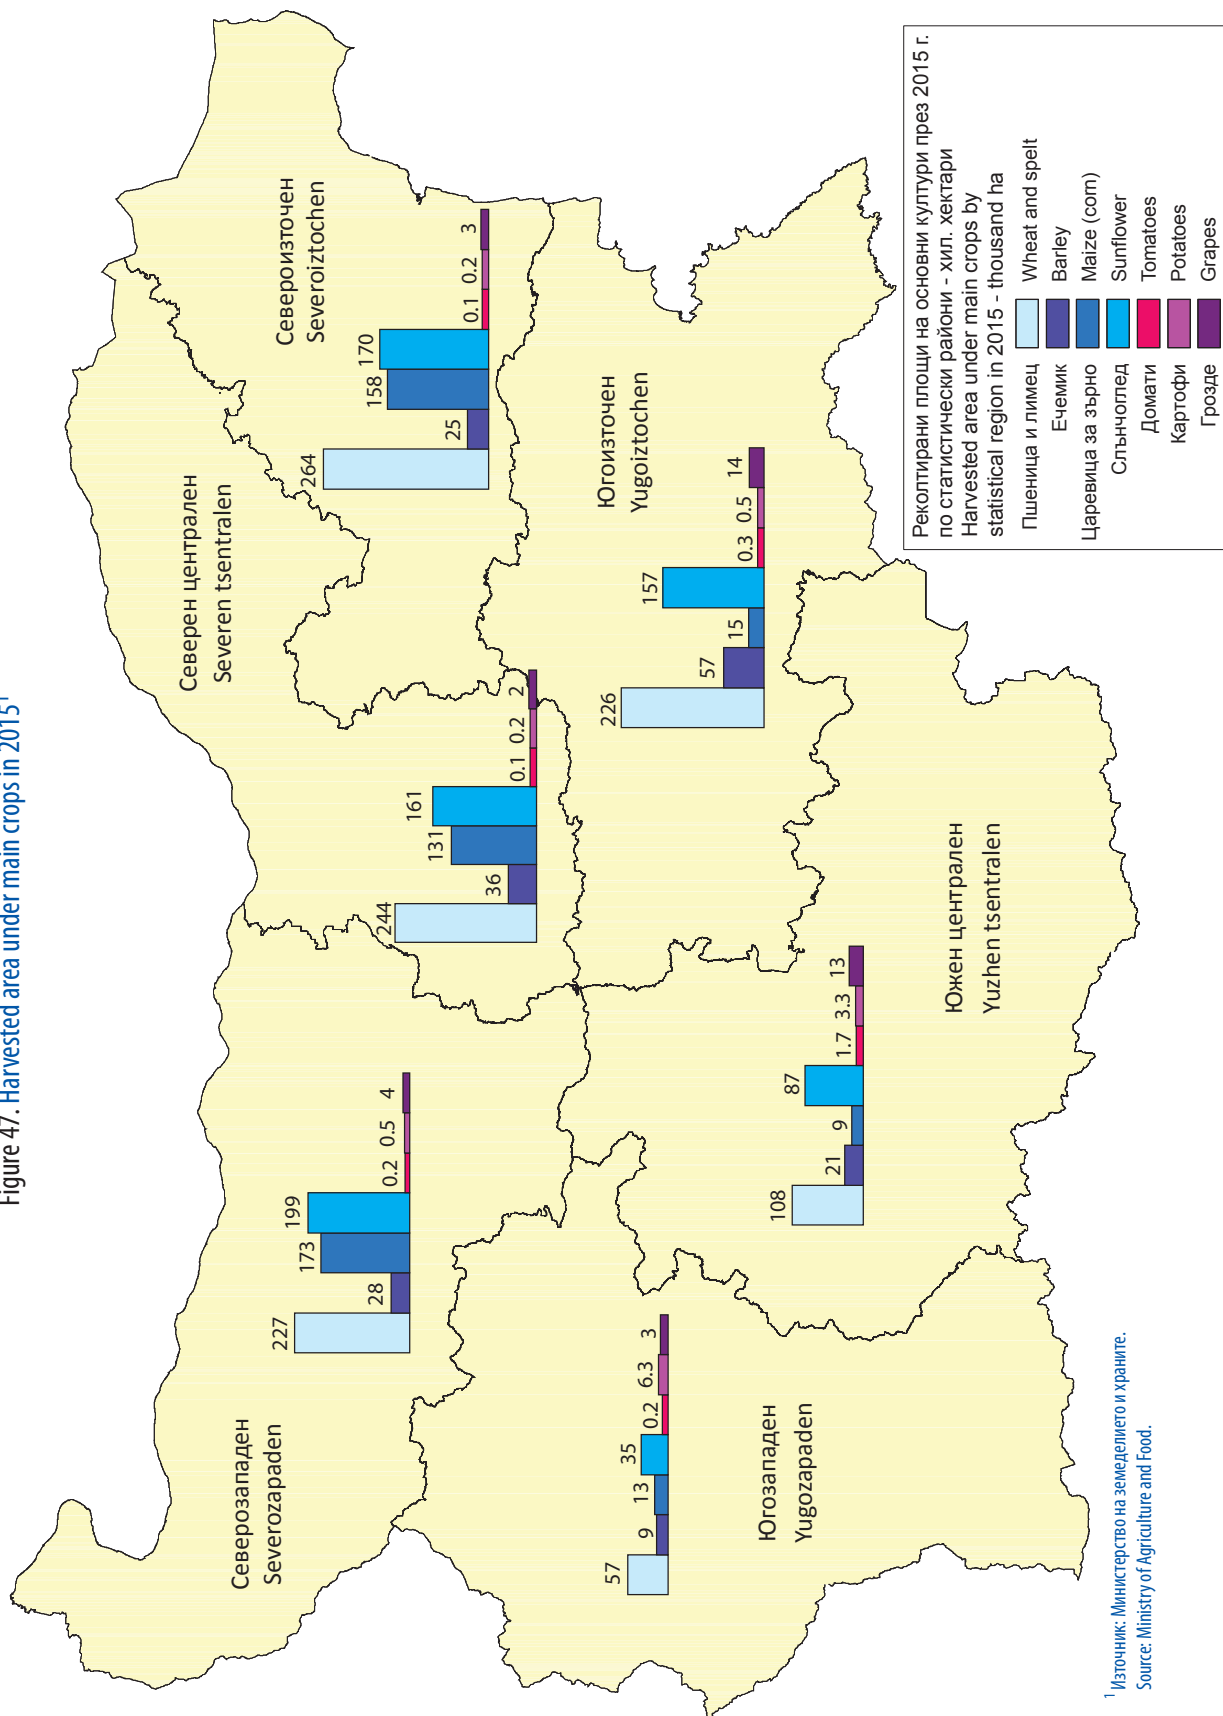 Figure 47. Harvested area under main crops in 2015¹
Северозападен
Severozapaden
227
28
173
199
0.2
0.5
4
Северен централен
Severen tsentralen
244
36
131
161
0.1
0.2
2
Североизточен
Severoiztochen
264
25
158
170
0.1
0.2
3
Югозападен
Yugozapaden
57
9
13
35
0.2
6.3
3
Южен централен
Yuzhen tsentralen
108
21
9
87
1.7
3.3
13
Югоизточен
Yugoiztochen
226
57
15
157
0.3
0.5
14
Реколтирани площи на основни култури през 2015 г.
по статистически райони - хил. хектари
Harvested area under main crops by
statistical region in 2015 - thousand ha
Пшеница и лимец Wheat and spelt
Ечемик Barley
Царевица за зърно Maize (corn)
Слънчоглед Sunflower
Домати Tomatoes
Картофи Potatoes
Грозде Grapes
¹ Източник: Министерство на земеделието и храните.
Source: Ministry of Agriculture and Food.